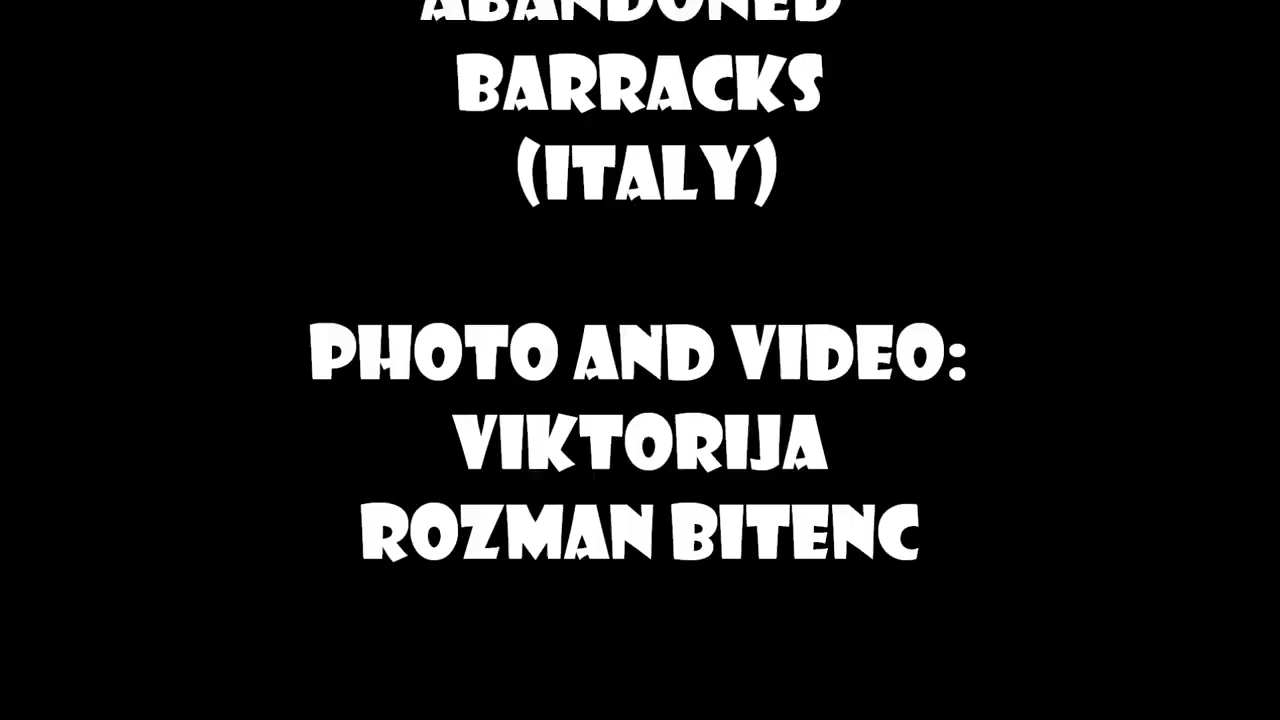 ABANDONED
BARRACKS
(ITALY)
PHOTO AND VIDEO:
VIKTORIJA
ROZMAN BITENC